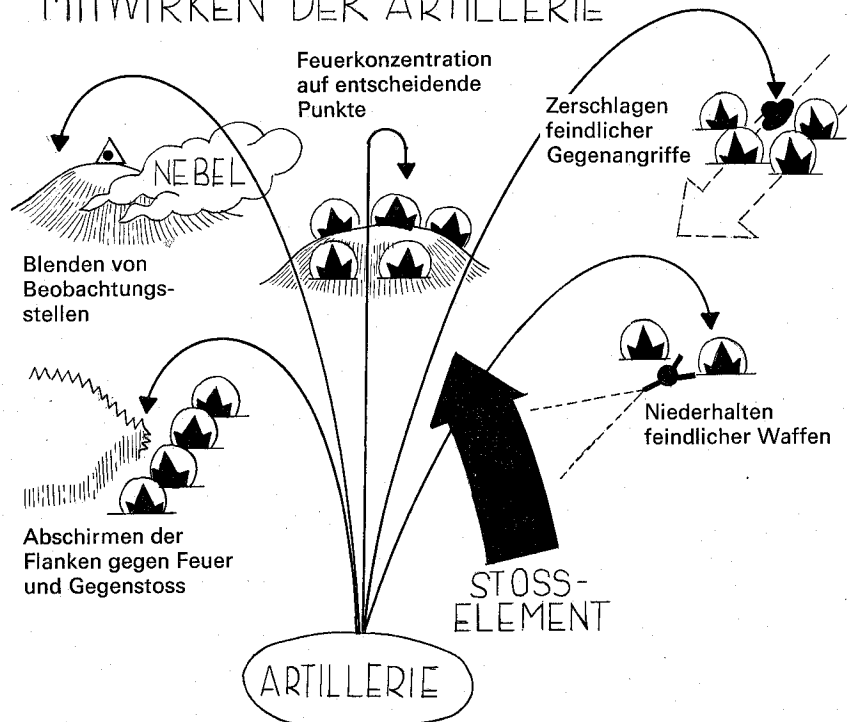 MITWIRKEN DER ARTILLERIE
Feuerkonzentration
auf entscheidende
Punkte
Zerschlagen
feindlicher
Gegenangriffe
NEBEL
Blenden von
Beobachtungs-
stellen
Niederhalten
feindlicher Waffen
Abschirmen der
Flanken gegen Feuer
und Gegenstoss
STOSS-
ELEMENT
ARTILLERIE